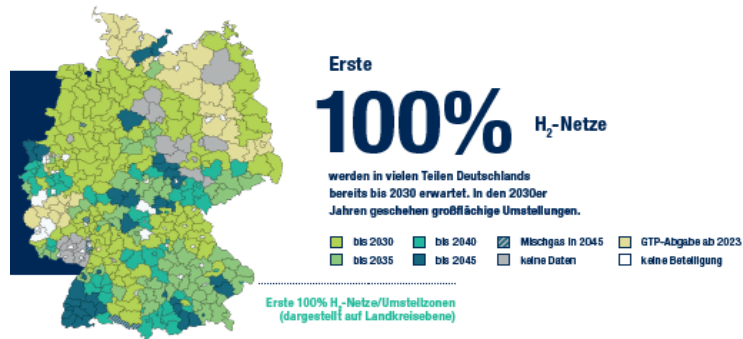 Erste
100% H₂-Netze
werden in vielen Teilen Deutschlands
bereits bis 2030 erwartet. In den 2030er
Jahren geschehen großflächige Umstellungen.
bis 2030 bis 2040 Mischgas in 2045 GTP-Abgabe ab 2023
bis 2035 bis 2045 keine Daten keine Beteiligung
Erste 100% H₂-Netze/Umstellzonen
(dargestellt auf Landkreisebene)